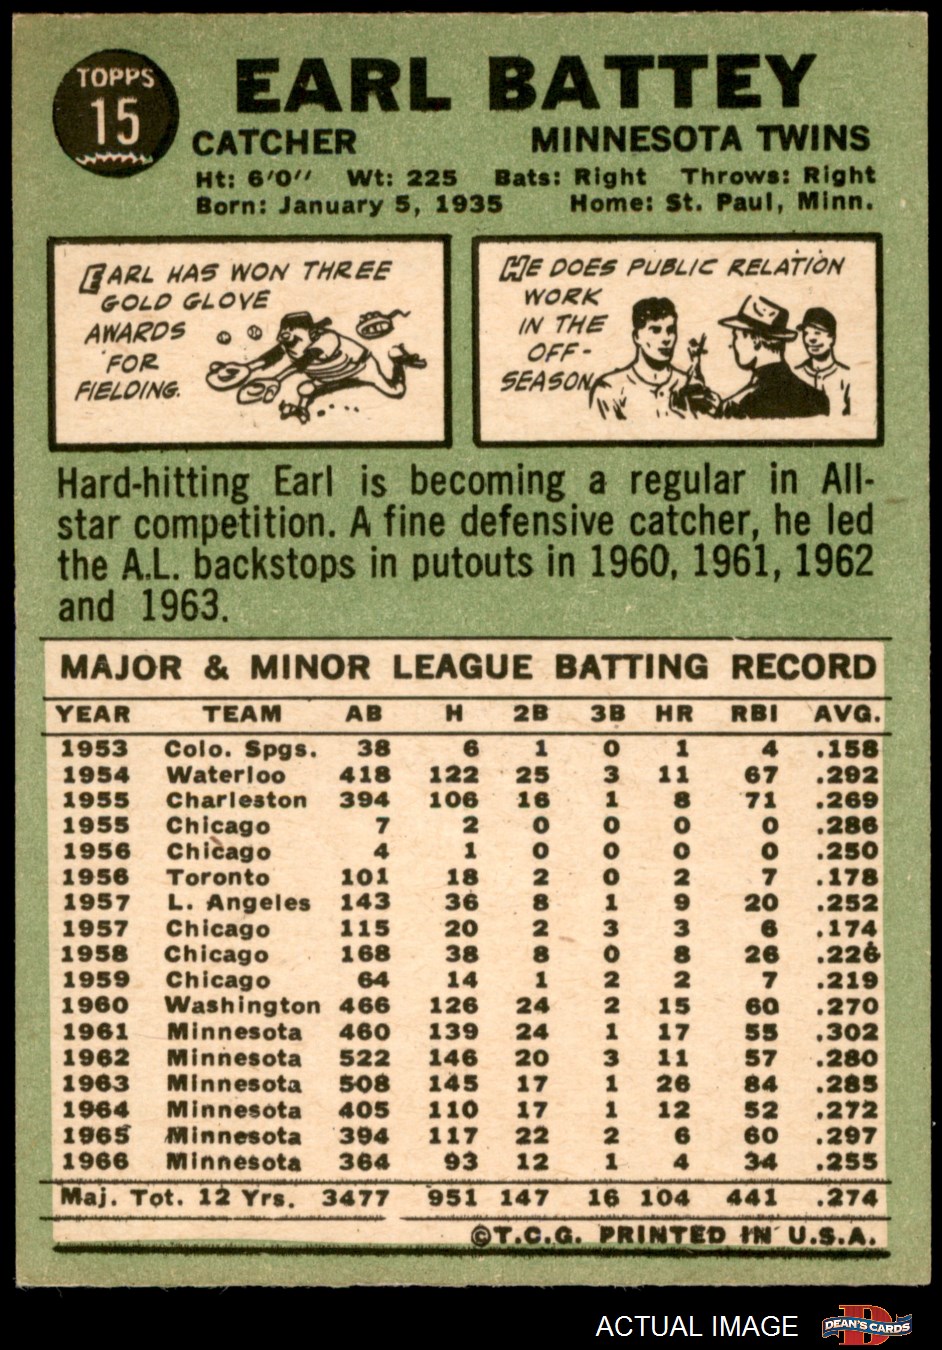 TOPPS
15
EARL BATTEY
CATCHER MINNESOTA TWINS
Ht: 6'0" Wt: 225 Bats: Right Throws: Right
Born: January 5, 1935 Home: St. Paul, Minn.
EARL HAS WON THREE
GOLD GLOVE
AWARDS
FOR
FIELDING.
HE DOES PUBLIC RELATION
WORK
IN THE
OFF-
SEASON.
Hard-hitting Earl is becoming a regular in All-
star competition. A fine defensive catcher, he led
the A.L. backstops in putouts in 1960, 1961, 1962
and 1963.
MAJOR & MINOR LEAGUE BATTING RECORD
YEAR TEAM AB H 2B 3B HR RBI AVG.
1953 Colo. Spgs. 38 6 1 0 1 4 .158
1954 Waterloo 418 122 25 3 11 67 .292
1955 Charleston 394 106 16 1 8 71 .269
1955 Chicago 7 2 0 0 0 0 .286
1956 Chicago 4 1 0 0 0 0 .250
1956 Toronto 101 18 2 0 2 7 .178
1957 L. Angeles 143 36 8 1 9 20 .252
1957 Chicago 115 20 2 3 3 6 .174
1958 Chicago 168 38 8 0 8 26 .226
1959 Chicago 64 14 1 2 2 7 .219
1960 Washington 466 126 24 2 15 60 .270
1961 Minnesota 460 139 24 1 17 55 .302
1962 Minnesota 522 146 20 3 11 57 .280
1963 Minnesota 508 145 17 1 26 84 .285
1964 Minnesota 405 110 17 1 12 52 .272
1965 Minnesota 394 117 22 2 6 60 .297
1966 Minnesota 364 93 12 1 4 34 .255
Maj. Tot. 12 Yrs. 3477 951 147 16 104 441 .274
©T.C.G. PRINTED IN U.S.A.
ACTUAL IMAGE
D
DEAN'S CARDS